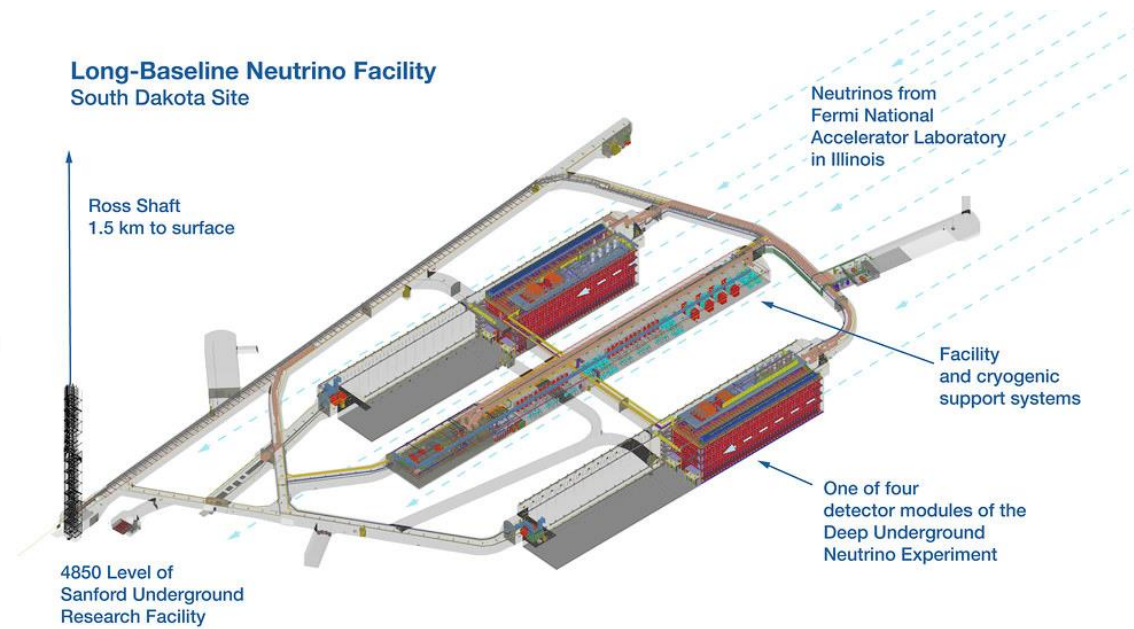 Long-Baseline Neutrino Facility
South Dakota Site
Neutrinos from
Fermi National
Accelerator Laboratory
in Illinois
Ross Shaft
1.5 km to surface
Facility
and cryogenic
support systems
One of four
detector modules of the
Deep Underground
Neutrino Experiment
4850 Level of
Sanford Underground
Research Facility